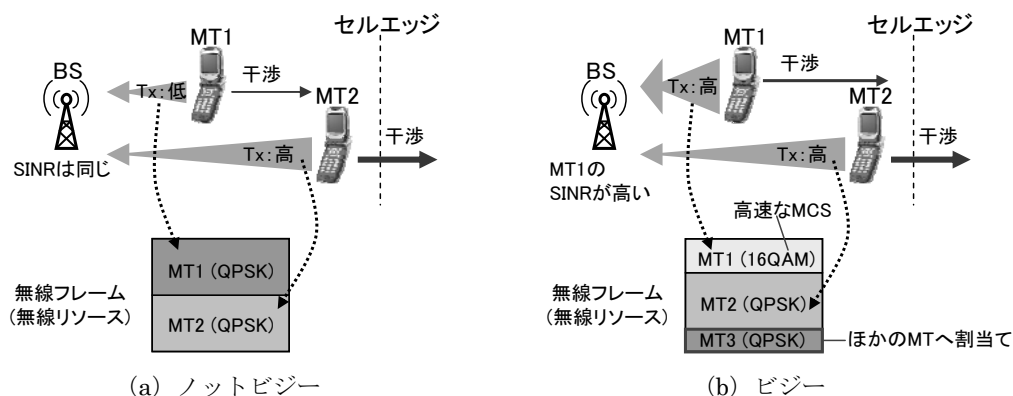 セルエッジ
MT1
BS
干渉
Tx:低
MT2
干渉
Tx:高
SINRは同じ
MT1 (QPSK)
無線フレーム
(無線リソース)
MT2 (QPSK)
(a) ノットビジー
セルエッジ
MT1
BS
干渉
Tx:高
MT2
干渉
Tx:高
MT1の
SINRが高い
高速なMCS
MT1 (16QAM)
無線フレーム
(無線リソース)
MT2 (QPSK)
MT3 (QPSK)
ほかのMTへ割当て
(b) ビジー